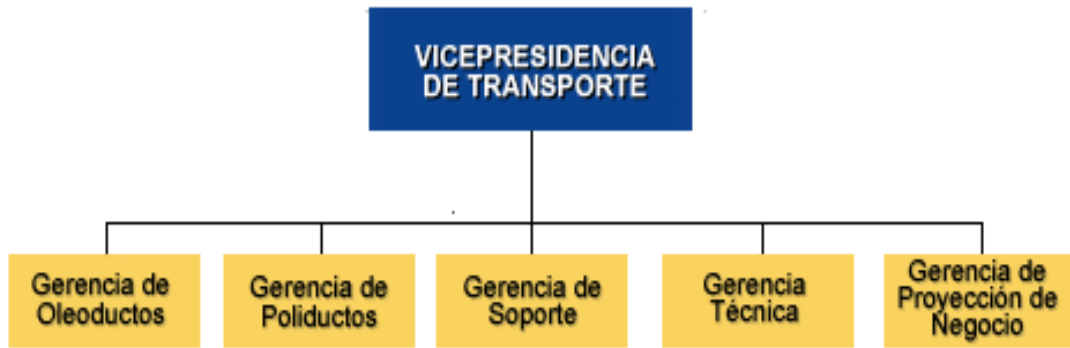 VICEPRESIDENCIA
DE TRANSPORTE
Gerencia de
Oleoductos
Gerencia de
Poliductos
Gerencia de
Soporte
Gerencia
Técnica
Gerencia de
Proyección de
Negocio